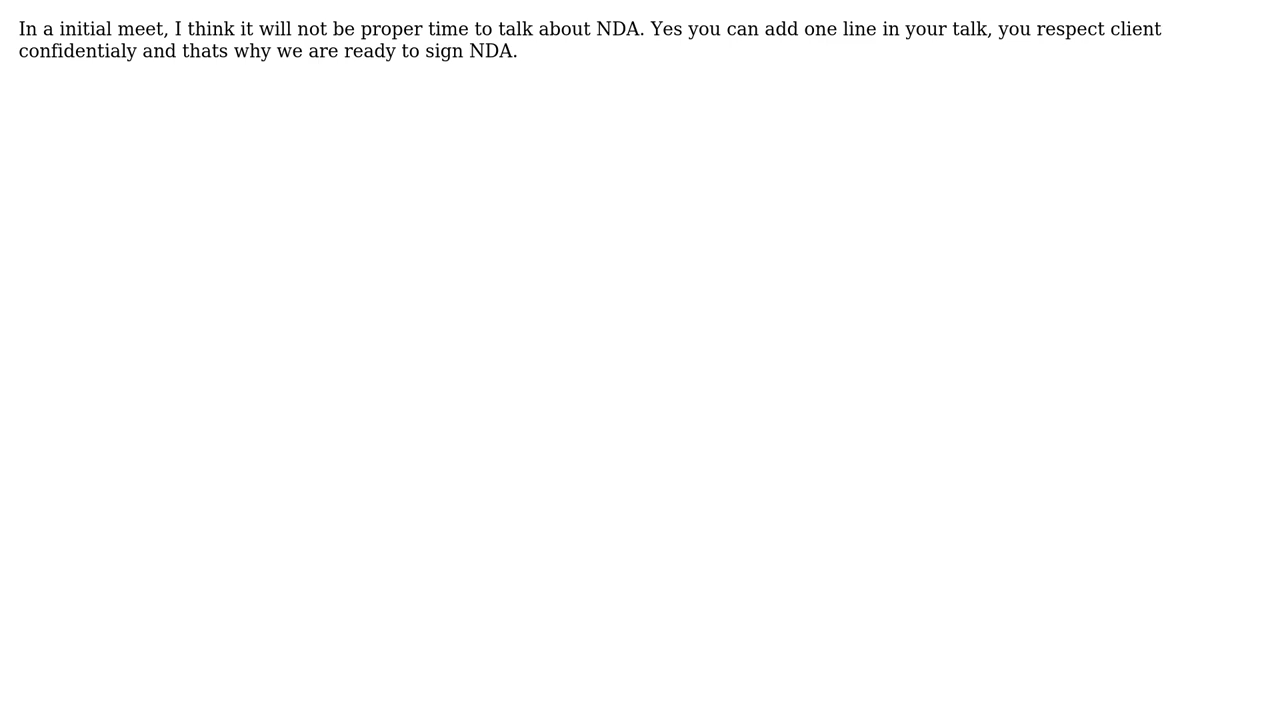 In a initial meet, I think it will not be proper time to talk about NDA. Yes you can add one line in your talk, you respect client
confidentialy and thats why we are ready to sign NDA.